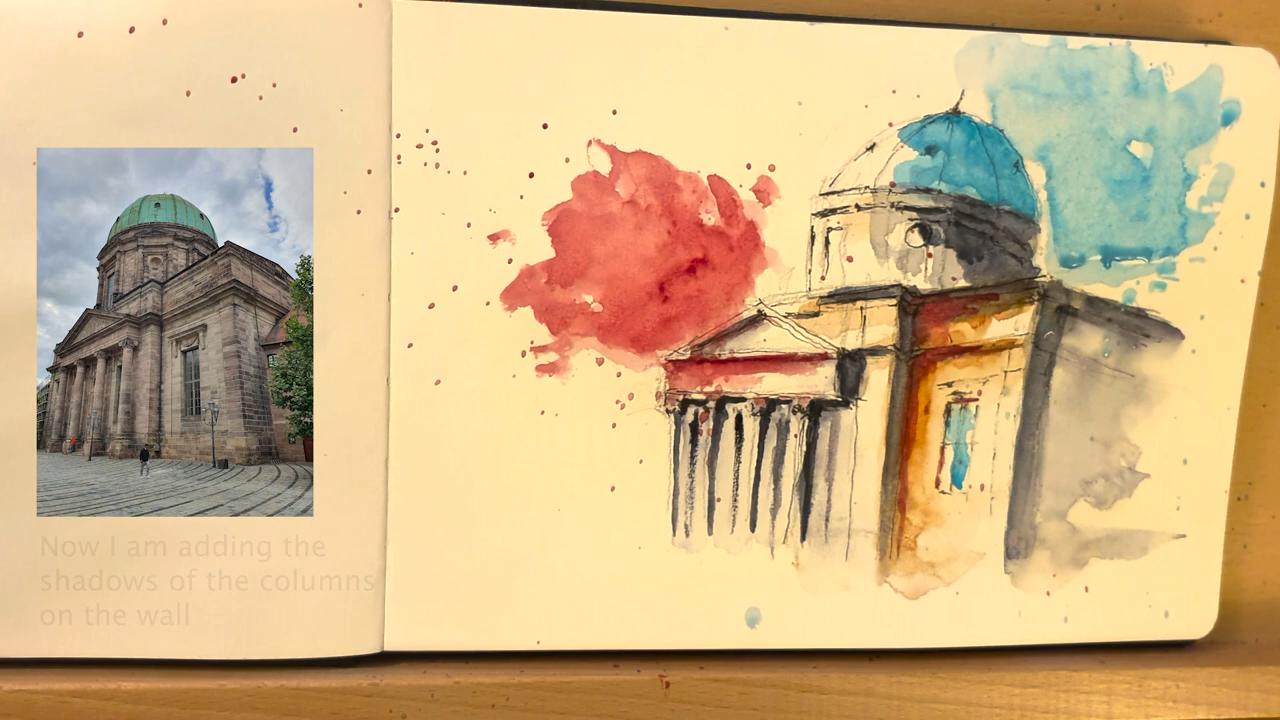 Now I am adding the
shadows of the columns
on the wall